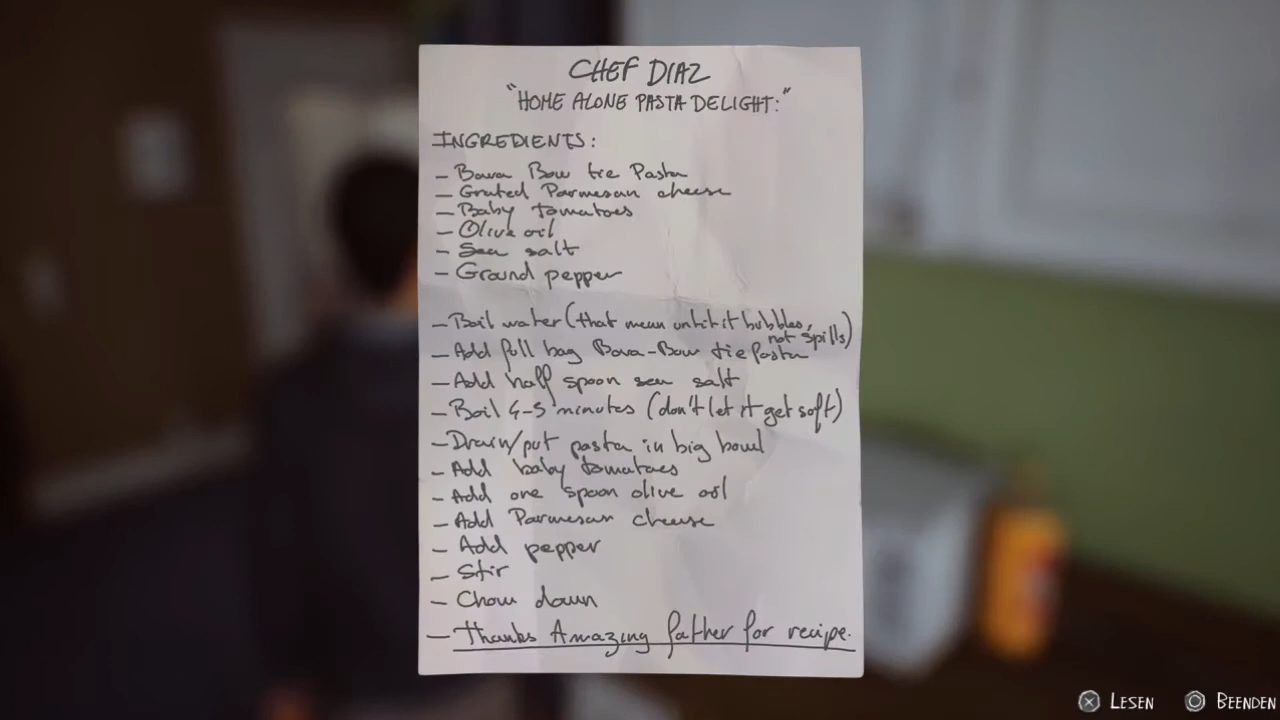 CHEF DIAZ
"HOME ALONE PASTA DELIGHT:"
INGREDIENTS:
- Bava Bow tie Pasta
- Grated Parmesan cheese
- Baby tomatoes
- Olive oil
- Sea salt
- Ground pepper
- Boil water (that mean until it bubbles, not spills)
- Add full bag Bava-Bow tie Pasta
- Add half spoon sea salt
- Boil 4-5 minutes (don't let it get soft)
- Drain/put pasta in big bowl
- Add baby tomatoes
- Add one spoon olive oil
- Add Parmesan cheese
- Add pepper
- Stir
- Chow down
- Thanks Amazing father for recipe.
LESEN BEENDEN